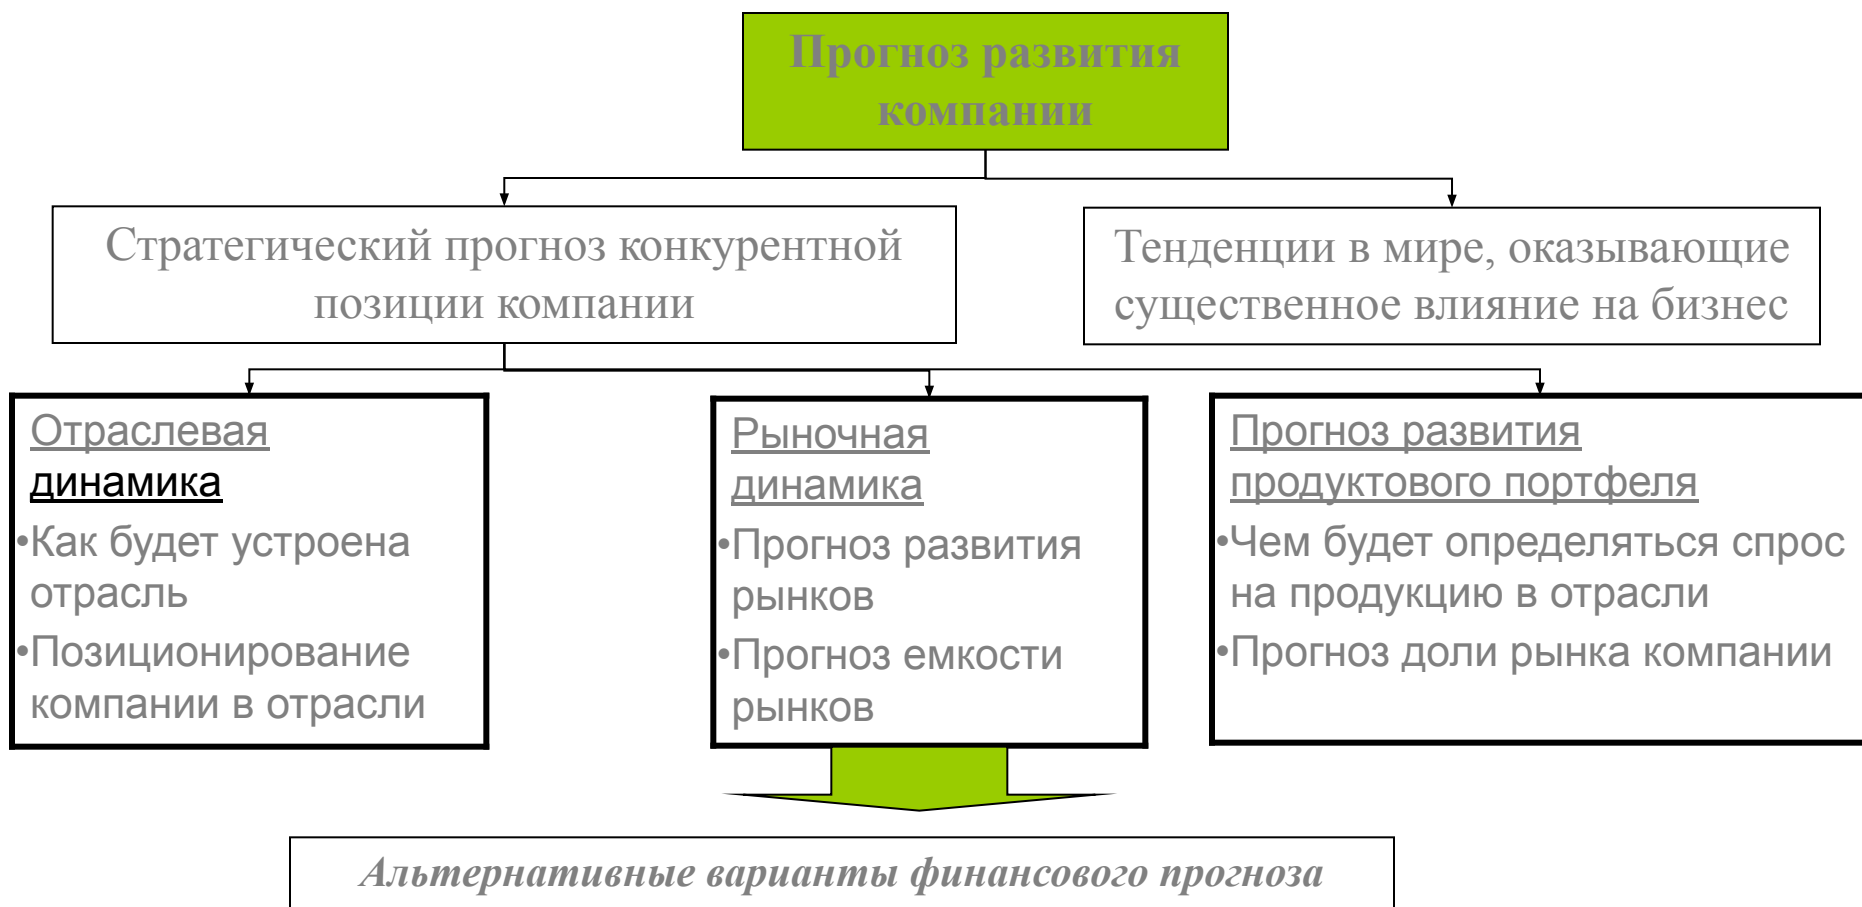 Прогноз развития
компании
Стратегический прогноз конкурентной
позиции компании
Тенденции в мире, оказывающие
существенное влияние на бизнес
Отраслевая
динамика
•Как будет устроена
отрасль
•Позиционирование
компании в отрасли
Рыночная
динамика
•Прогноз развития
рынков
•Прогноз емкости
рынков
Прогноз развития
продуктового портфеля
•Чем будет определяться спрос
на продукцию в отрасли
•Прогноз доли рынка компании
Альтернативные варианты финансового прогноза